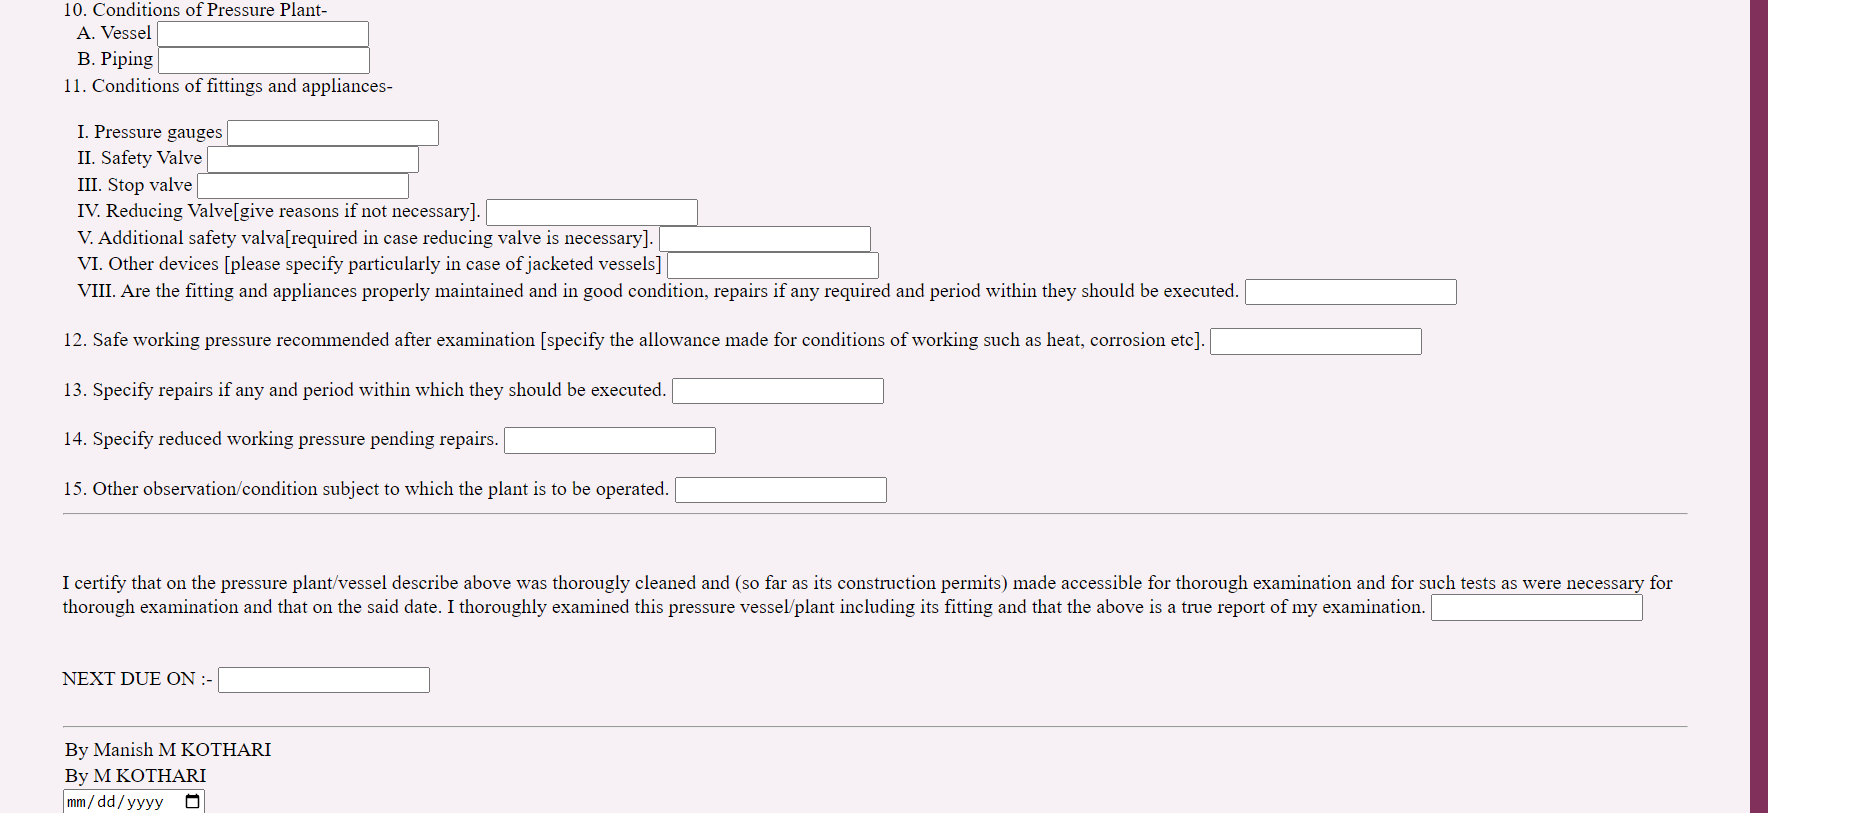 10. Conditions of Pressure Plant-
A. Vessel
B. Piping
11. Conditions of fittings and appliances-
I. Pressure gauges
II. Safety Valve
III. Stop valve
IV. Reducing Valve[give reasons if not necessary].
V. Additional safety valva[required in case reducing valve is necessary].
VI. Other devices [please specify particularly in case of jacketed vessels]
VIII. Are the fitting and appliances properly maintained and in good condition, repairs if any required and period within they should be executed.
12. Safe working pressure recommended after examination [specify the allowance made for conditions of working such as heat, corrosion etc].
13. Specify repairs if any and period within which they should be executed.
14. Specify reduced working pressure pending repairs.
15. Other observation/condition subject to which the plant is to be operated.
I certify that on the pressure plant/vessel describe above was thorougly cleaned and (so far as its construction permits) made accessible for thorough examination and for such tests as were necessary for
thorough examination and that on the said date. I thoroughly examined this pressure vessel/plant including its fitting and that the above is a true report of my examination.
NEXT DUE ON :-
By Manish M KOTHARI
By M KOTHARI
mm/dd/yyyy